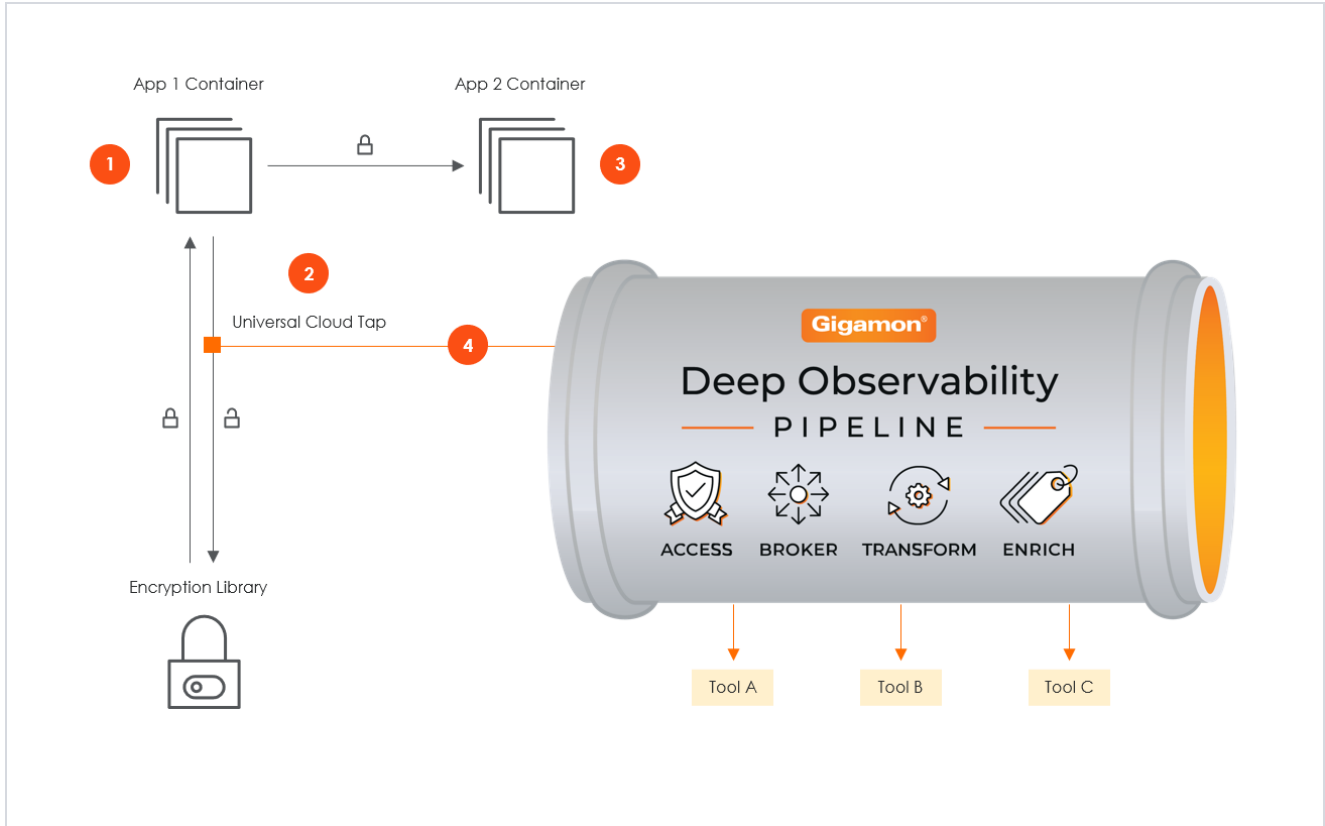 App 1 Container
App 2 Container
1
3
2
Universal Cloud Tap
4
Gigamon®
Deep Observability
PIPELINE
ACCESS
BROKER
TRANSFORM
ENRICH
Encryption Library
Tool A
Tool B
Tool C